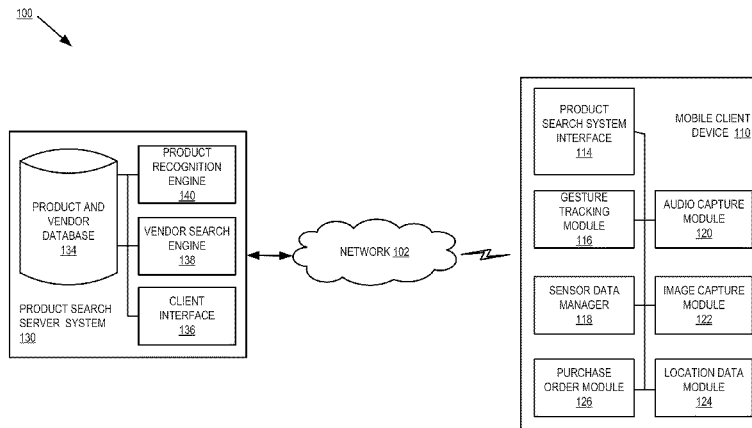 100
PRODUCT
RECOGNITION
ENGINE
140
PRODUCT AND
VENDOR
DATABASE
134
VENDOR SEARCH
ENGINE
138
CLIENT
INTERFACE
136
PRODUCT SEARCH
SERVER SYSTEM
130
NETWORK 102
PRODUCT
SEARCH SYSTEM
INTERFACE
114
MOBILE CLIENT
DEVICE 110
GESTURE
TRACKING
MODULE
116
AUDIO CAPTURE
MODULE
120
SENSOR DATA
MANAGER
118
IMAGE CAPTURE
MODULE
122
PURCHASE
ORDER MODULE
126
LOCATION DATA
MODULE
124